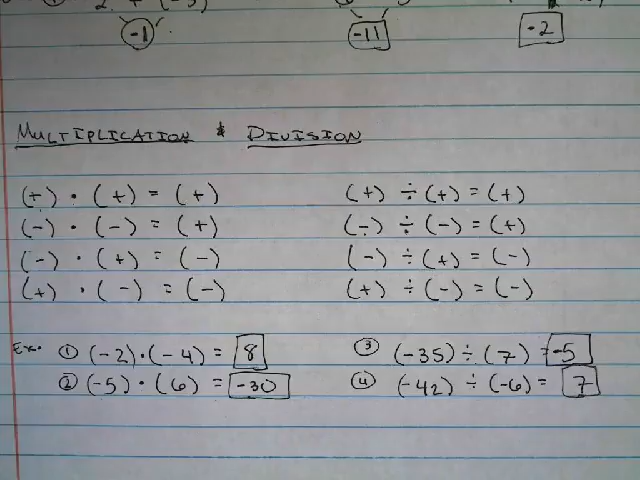 -1 -11 -2
MULTIPLICATION & DIVISION
(+) · (+) = (+) (+) ÷ (+) = (+)
(-) · (-) = (+) (-) ÷ (-) = (+)
(-) · (+) = (-) (-) ÷ (+) = (-)
(+) · (-) = (-) (+) ÷ (-) = (-)
Ex. ① (-2)·(-4) = 8 ③ (-35) ÷ (7) = -5
② (-5) · (6) = -30 ④ (-42) ÷ (-6) = 7